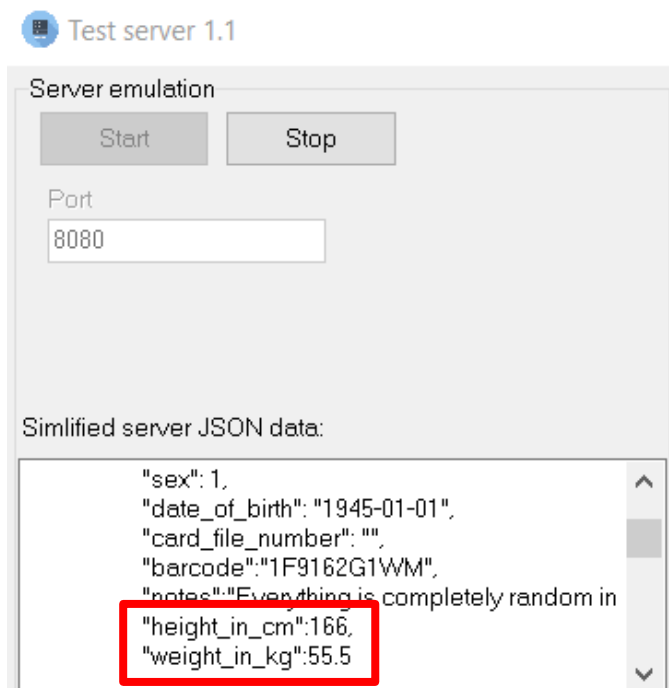 Test server 1.1
Server emulation
Start
Stop
Port
8080
Simlified server JSON data:
"sex": 1,
"date_of_birth": "1945-01-01",
"card_file_number": "",
"barcode":"1F9162G1WM",
"notes":"Everything is completely random in
"height_in_cm":166,
"weight_in_kg":55.5